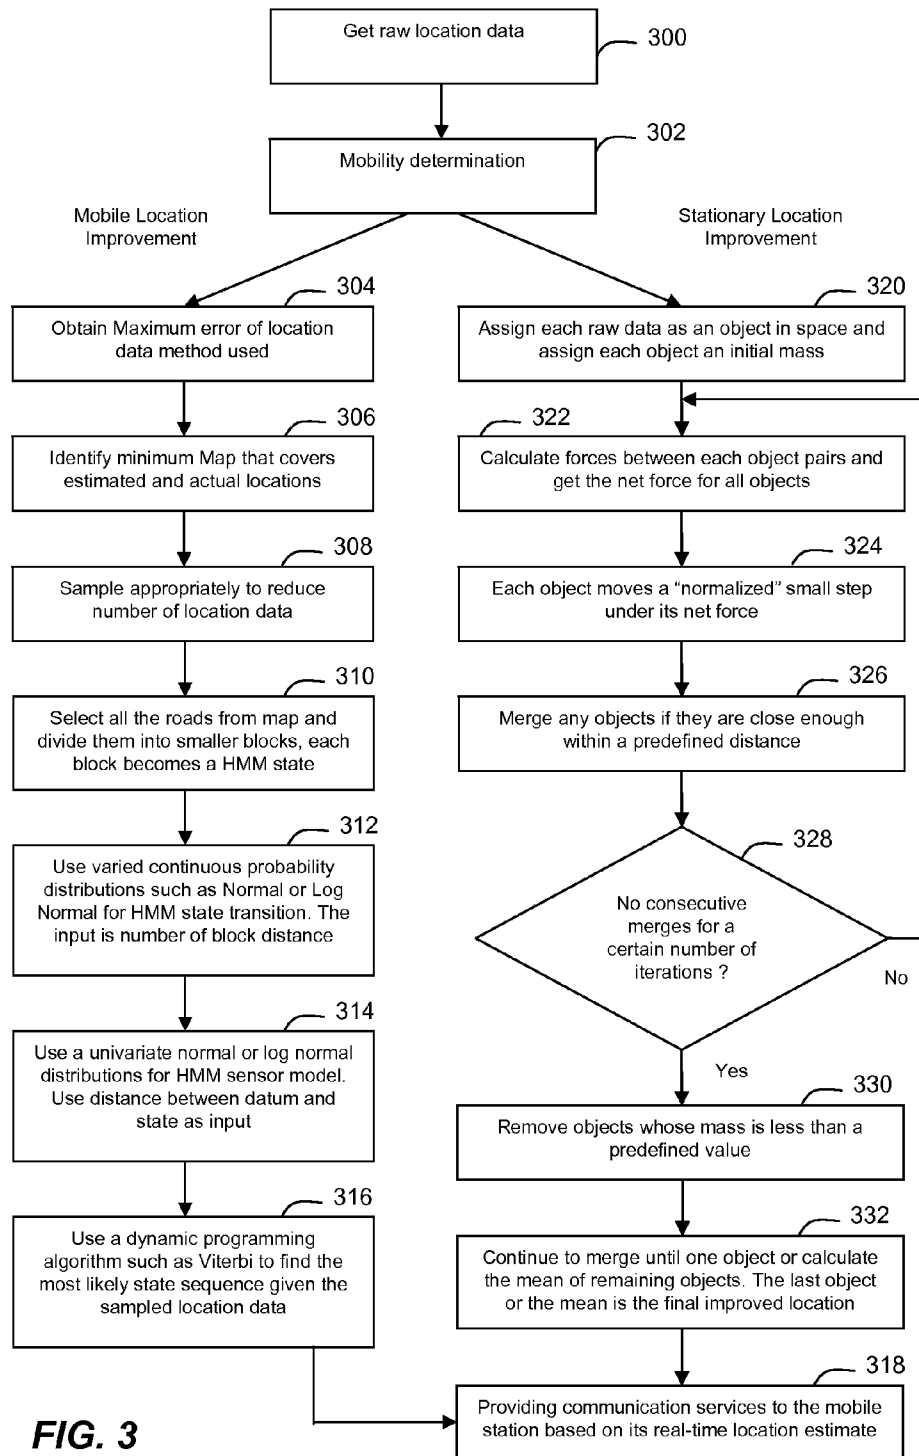 Get raw location data
300
Mobility determination
302
Mobile Location
Improvement
Stationary Location
Improvement
304
Obtain Maximum error of location
data method used
306
Identify minimum Map that covers
estimated and actual locations
308
Sample appropriately to reduce
number of location data
310
Select all the roads from map and
divide them into smaller blocks, each
block becomes a HMM state
312
Use varied continuous probability
distributions such as Normal or Log
Normal for HMM state transition. The
input is number of block distance
314
Use a univariate normal or log normal
distributions for HMM sensor model.
Use distance between datum and
state as input
316
Use a dynamic programming
algorithm such as Viterbi to find the
most likely state sequence given the
sampled location data
320
Assign each raw data as an object in space and
assign each object an initial mass
322
Calculate forces between each object pairs and
get the net force for all objects
324
Each object moves a “normalized” small step
under its net force
326
Merge any objects if they are close enough
within a predefined distance
328
No consecutive
merges for a
certain number of
iterations ?
No
Yes
330
Remove objects whose mass is less than a
predefined value
332
Continue to merge until one object or calculate
the mean of remaining objects. The last object
or the mean is the final improved location
318
Providing communication services to the mobile
station based on its real-time location estimate
FIG. 3